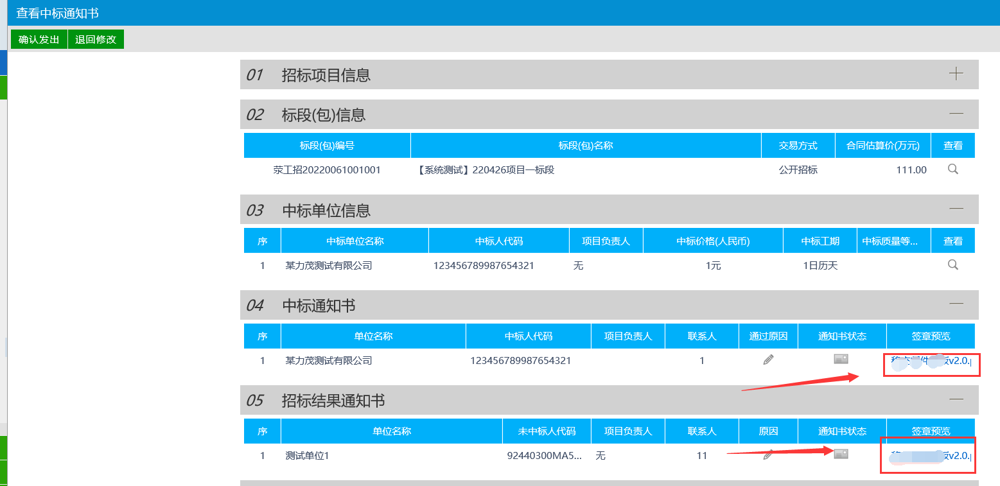 查看中标通知书
确认发出 退回修改
01 招标项目信息
02 标段(包)信息
标段(包)编号 标段(包)名称 交易方式 合同估算价(万元) 查看
荥工招20220061001001 【系统测试】220426项目一标段 公开招标 111.00
03 中标单位信息
序 中标单位名称 中标人代码 项目负责人 中标价格(人民币) 中标工期 中标质量等... 查看
1 某力茂测试有限公司 123456789987654321 无 1元 1日历天
04 中标通知书
序 单位名称 中标人代码 项目负责人 联系人 通过原因 通知书状态 签章预览
1 某力茂测试有限公司 123456789987654321 1 v2.0.
05 招标结果通知书
序 单位名称 未中标人代码 项目负责人 联系人 原因 通知书状态 签章预览
1 测试单位1 92440300MA5... 无 11 v2.0.